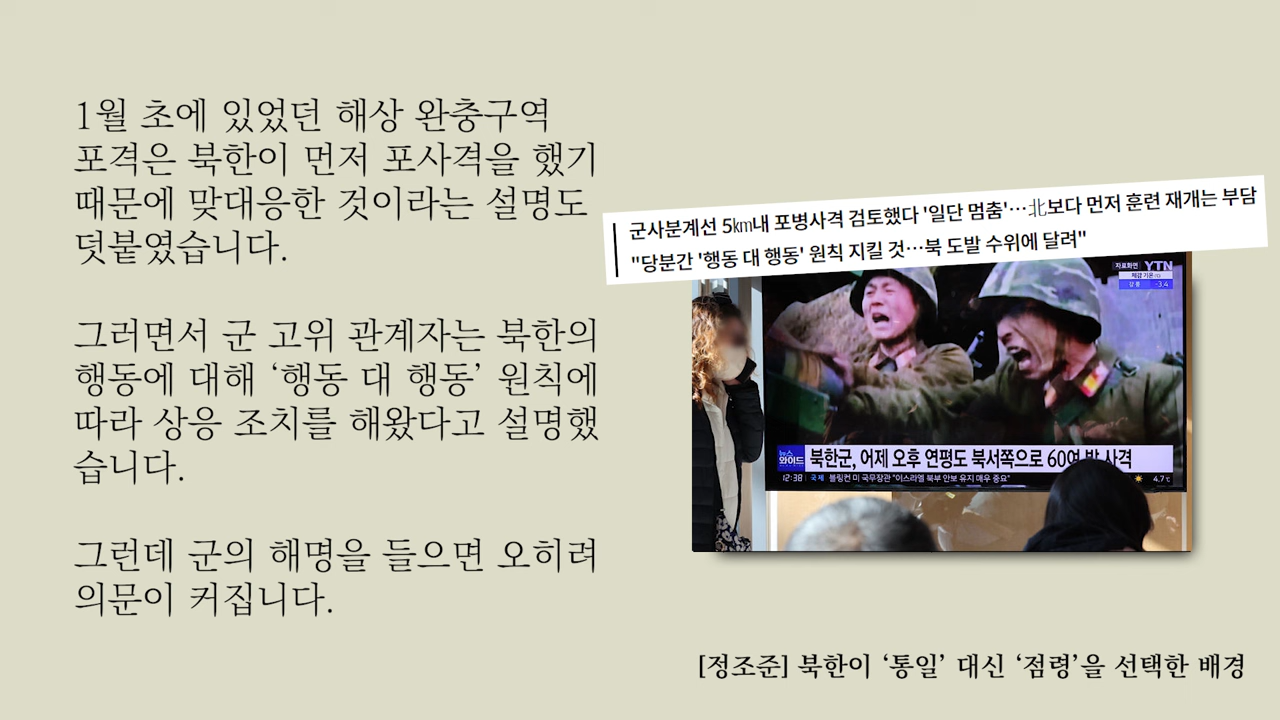 1월 초에 있었던 해상 완충구역
포격은 북한이 먼저 포사격을 했기
때문에 맞대응한 것이라는 설명도
덧붙였습니다.
그러면서 군 고위 관계자는 북한의
행동에 대해 ‘행동 대 행동’ 원칙에
따라 상응 조치를 해왔다고 설명했
습니다.
그런데 군의 해명을 들으면 오히려
의문이 커집니다.
군사분계선 5㎞내 포병사격 검토했다 '일단 멈춤'…北보다 먼저 훈련 재개는 부담
"당분간 '행동 대 행동' 원칙 지킬 것…북 도발 수위에 달려"
자료화면 YTN
체감 기온(℃)
강릉 -3.4
뉴스
와이드
북한군, 어제 오후 연평도 북서쪽으로 60여 발 사격
12:38 국제 블링컨 미 국무장관 "이스라엘 북부 안보 유지 매우 중요" 4.7℃
[정조준] 북한이 ‘통일’ 대신 ‘점령’을 선택한 배경